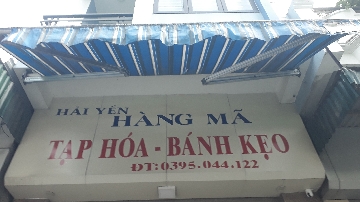 HẢI YẾN
HÀNG MÃ
TẠP HÓA - BÁNH KẸO
ĐT: 0395.044.122